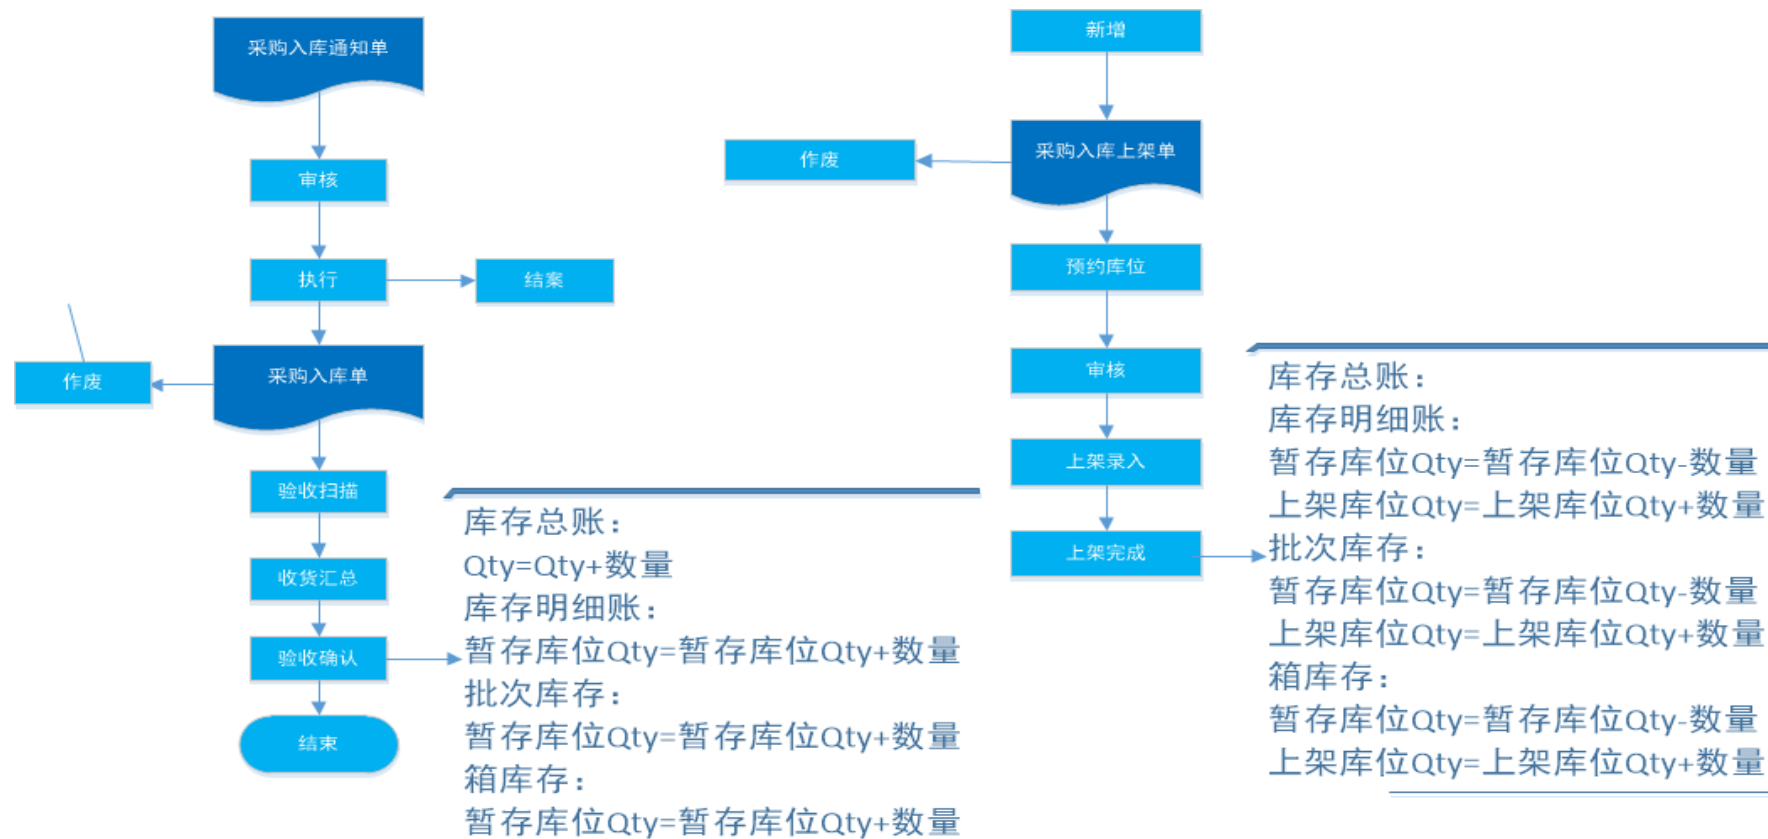 采购入库通知单
审核
执行
结案
作废
采购入库单
验收扫描
收货汇总
验收确认
结束
库存总账：
Qty=Qty+数量
库存明细账：
暂存库位Qty=暂存库位Qty+数量
批次库存：
暂存库位Qty=暂存库位Qty+数量
箱库存：
暂存库位Qty=暂存库位Qty+数量
新增
作废
采购入库上架单
预约库位
审核
上架录入
上架完成
库存总账：
库存明细账：
暂存库位Qty=暂存库位Qty-数量
上架库位Qty=上架库位Qty+数量
批次库存：
暂存库位Qty=暂存库位Qty-数量
上架库位Qty=上架库位Qty+数量
箱库存：
暂存库位Qty=暂存库位Qty-数量
上架库位Qty=上架库位Qty+数量